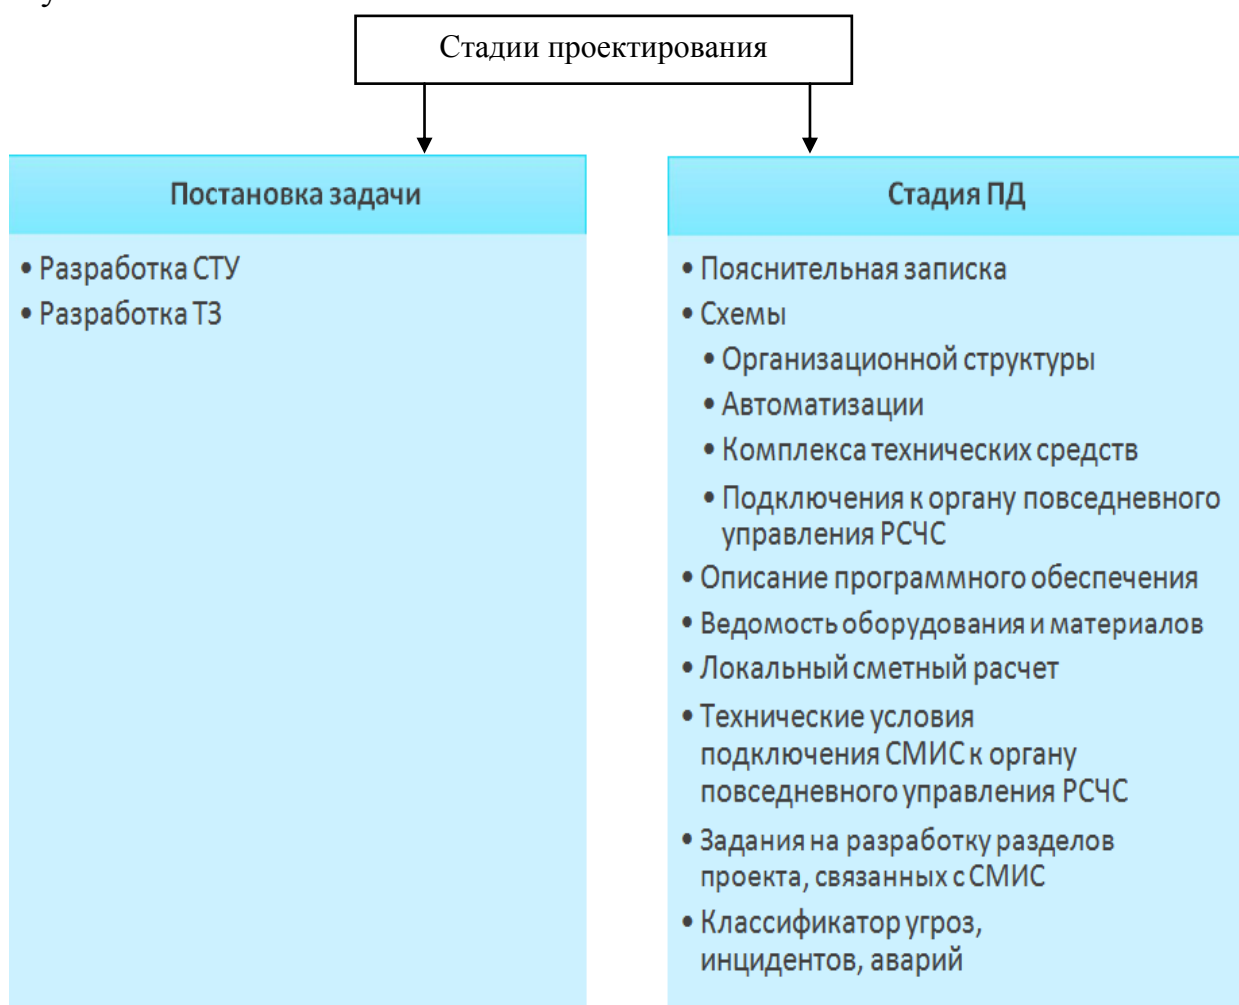 Стадии проектирования
Постановка задачи
• Разработка СТУ
• Разработка ТЗ
Стадия ПД
• Пояснительная записка
• Схемы
• Организационной структуры
• Автоматизации
• Комплекса технических средств
• Подключения к органу повседневного
управления РСЧС
• Описание программного обеспечения
• Ведомость оборудования и материалов
• Локальный сметный расчет
• Технические условия
подключения СМИС к органу
повседневного управления РСЧС
• Задания на разработку разделов
проекта, связанных с СМИС
• Классификатор угроз,
инцидентов, аварий